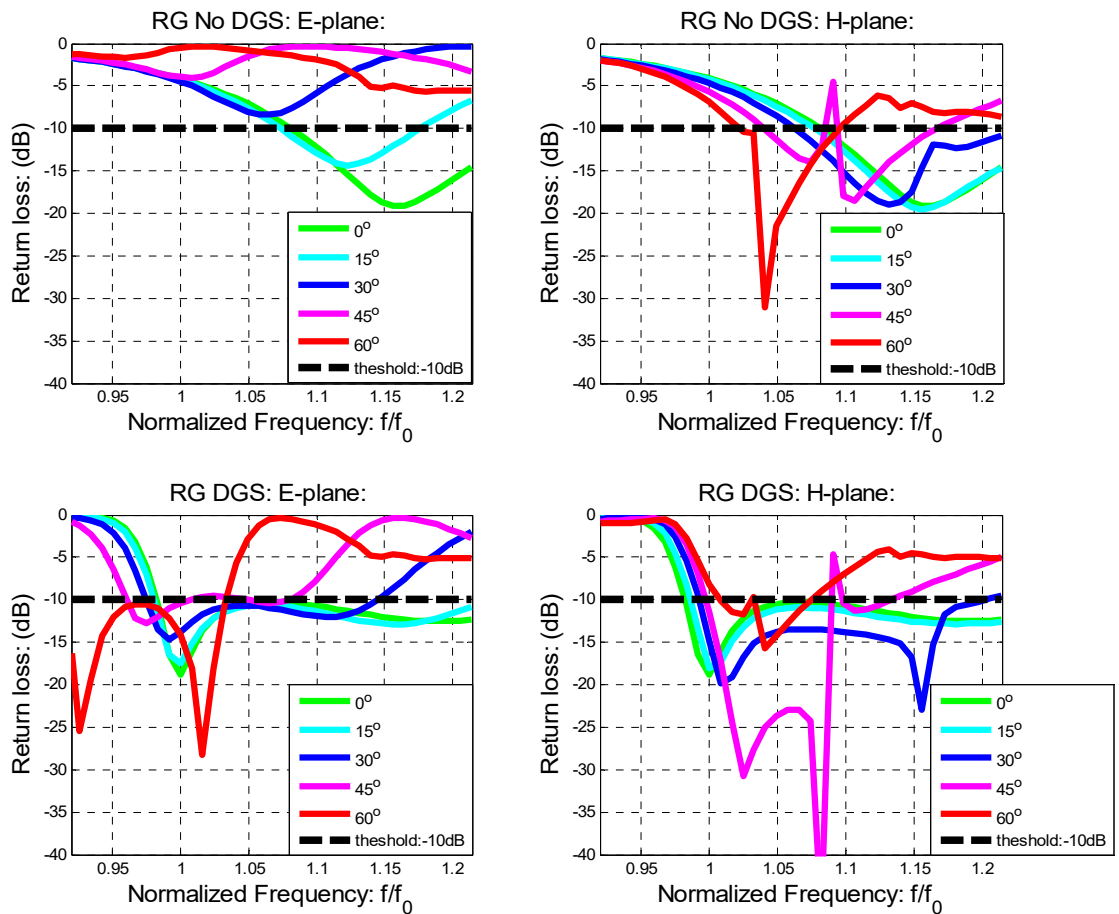 RG No DGS: E-plane:
0
-5
-10
-15
-20
-25
-30
-35
-40
Return loss: (dB)
0.95
1
1.05
1.1
1.15
1.2
Normalized Frequency: f/f0
0o
15o
30o
45o
60o
theshold:-10dB
RG No DGS: H-plane:
0
-5
-10
-15
-20
-25
-30
-35
-40
Return loss: (dB)
0.95
1
1.05
1.1
1.15
1.2
Normalized Frequency: f/f0
0o
15o
30o
45o
60o
theshold:-10dB
RG DGS: E-plane:
0
-5
-10
-15
-20
-25
-30
-35
-40
Return loss: (dB)
0.95
1
1.05
1.1
1.15
1.2
Normalized Frequency: f/f0
0o
15o
30o
45o
60o
theshold:-10dB
RG DGS: H-plane:
0
-5
-10
-15
-20
-25
-30
-35
-40
Return loss: (dB)
0.95
1
1.05
1.1
1.15
1.2
Normalized Frequency: f/f0
0o
15o
30o
45o
60o
theshold:-10dB